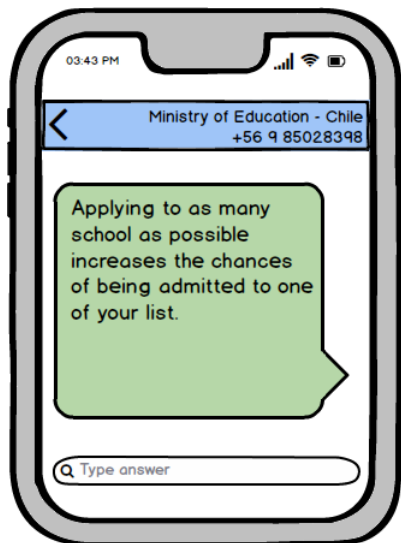 03:43 PM
Ministry of Education - Chile
+56 9 85028398
Applying to as many
school as possible
increases the chances
of being admitted to one
of your list.
Type answer